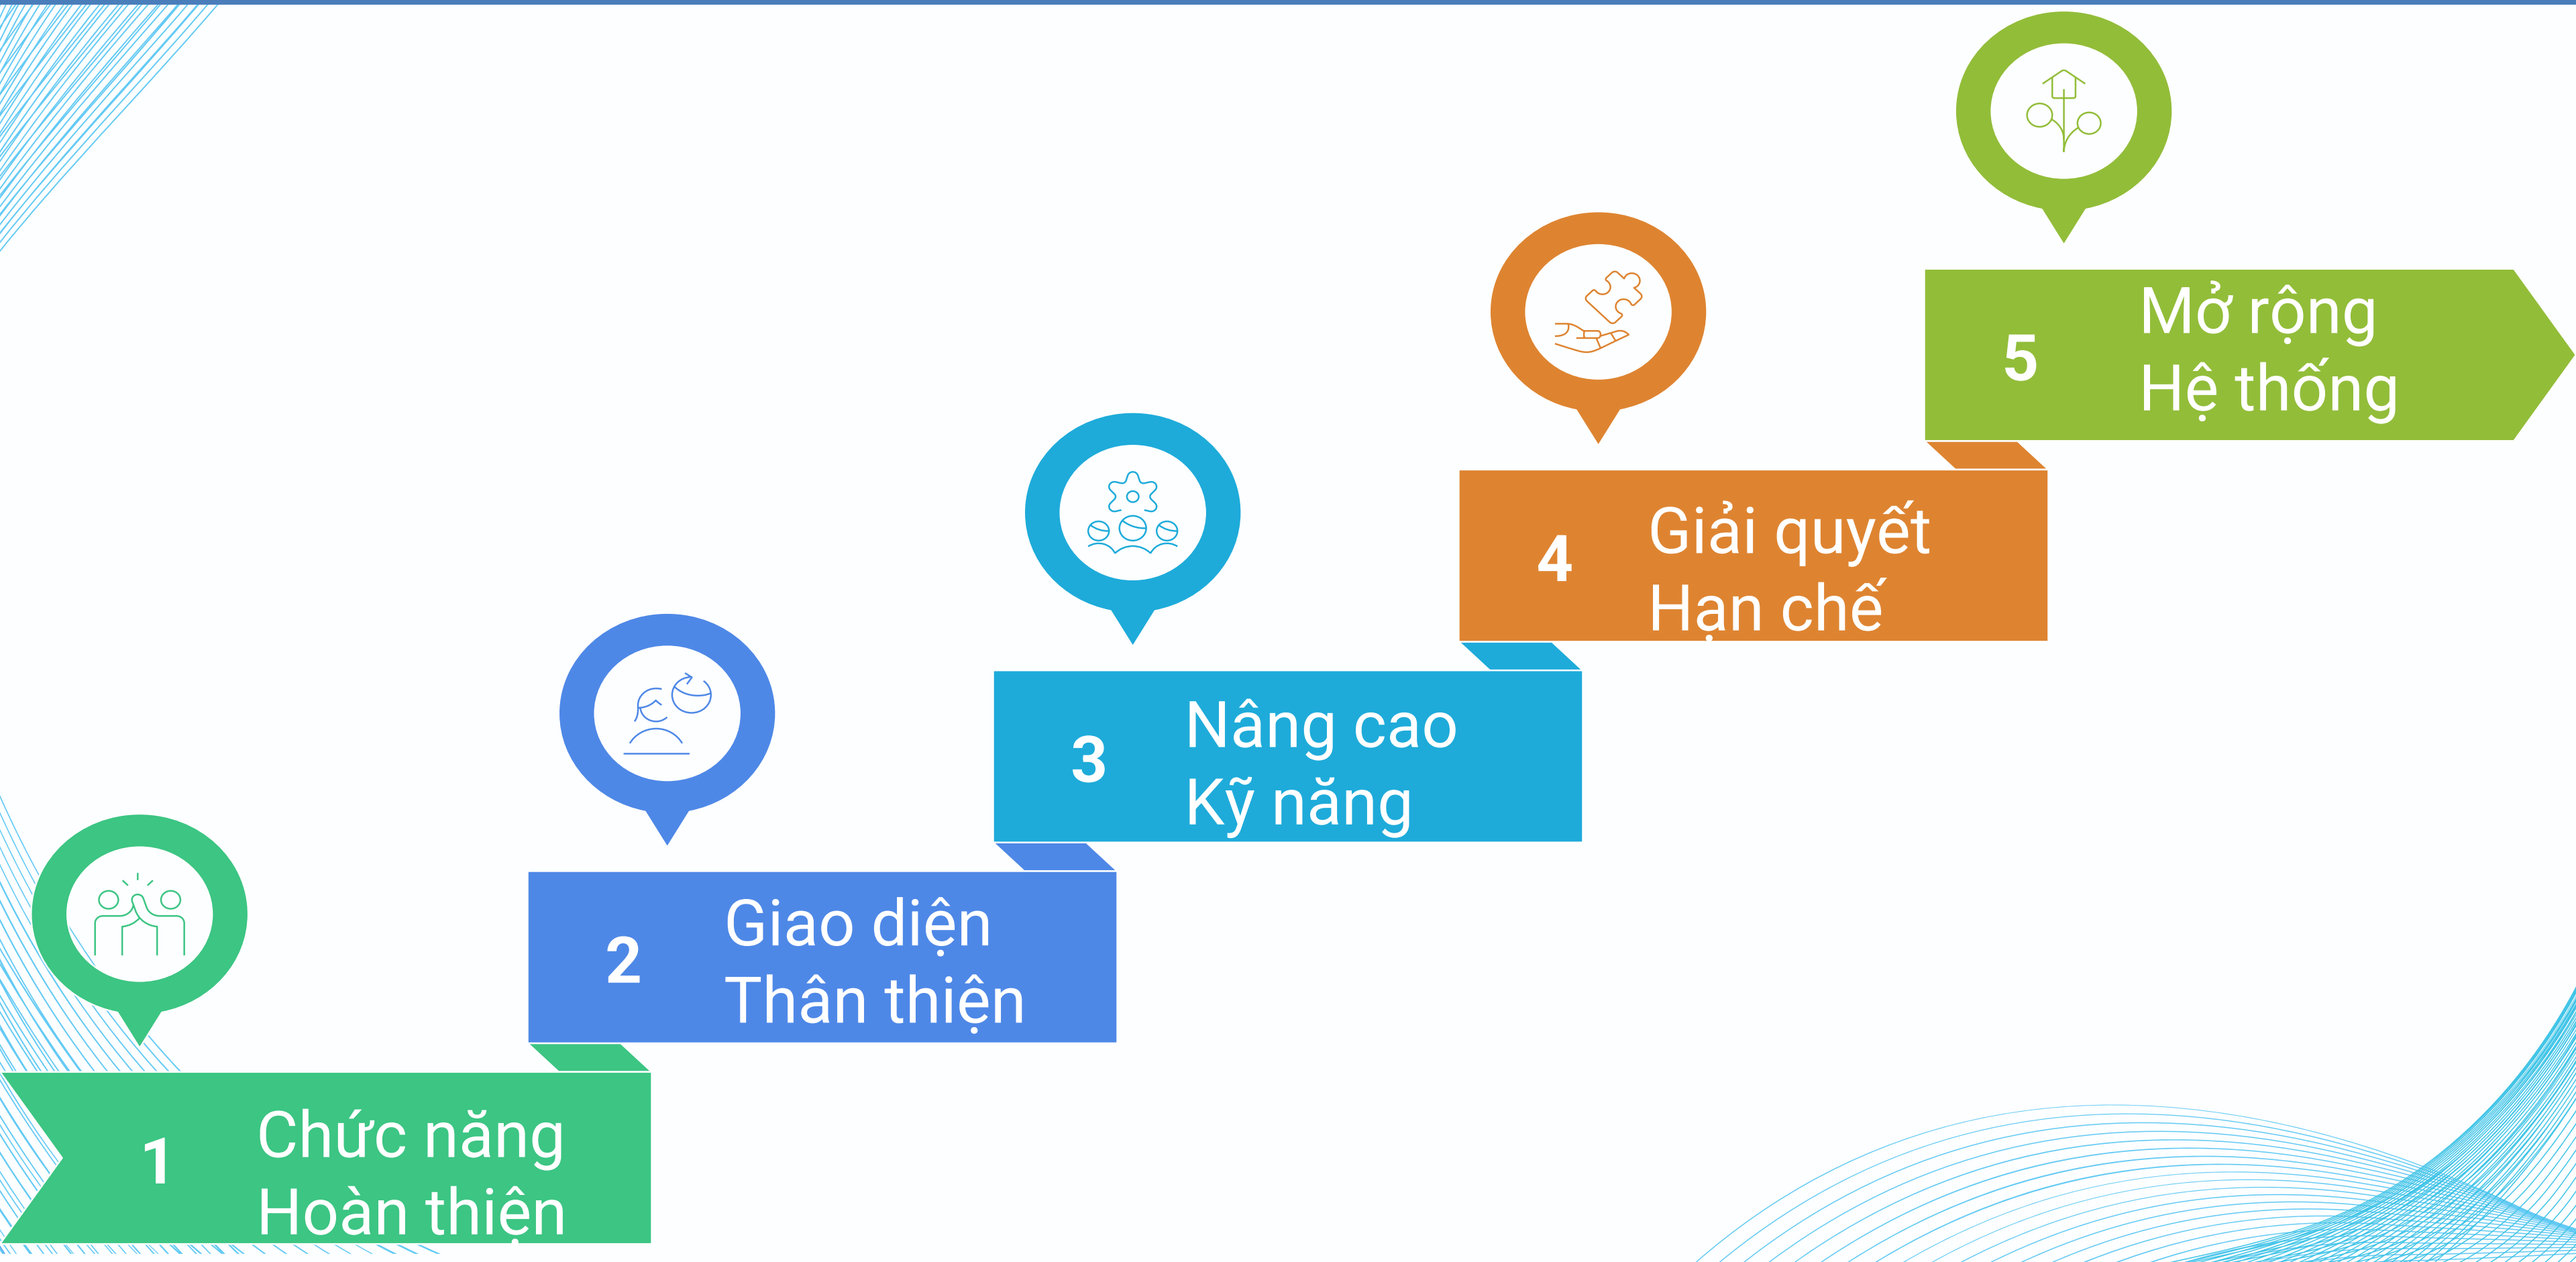 1
Chức năng
Hoàn thiện
2
Giao diện
Thân thiện
3
Nâng cao
Kỹ năng
4
Giải quyết
Hạn chế
5
Mở rộng
Hệ thống